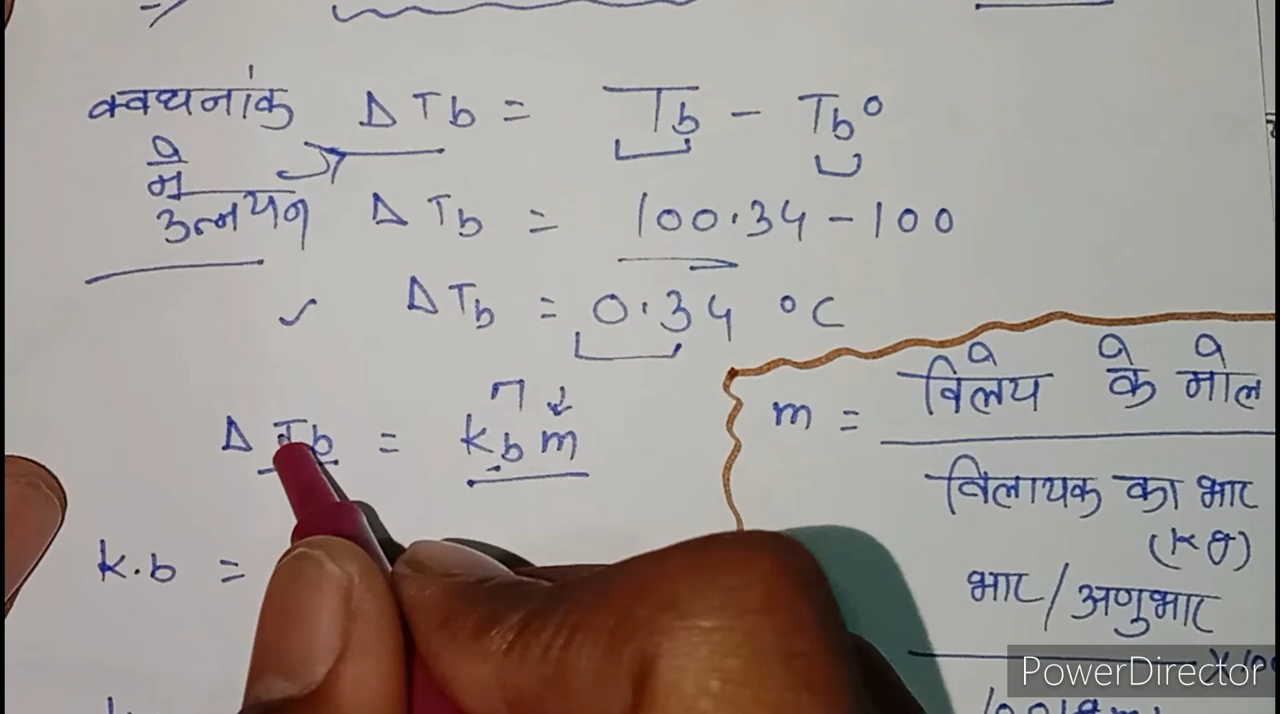 क्वथनांक ΔTb = Tb - Tb°
मे
उन्नयन ΔTb = 100.34 - 100
ΔTb = 0.34 °C
ΔTb = kb m
k.b =
m = विलेय के मोल
विलायक का भार
(kg)
भार/अणुभार
PowerDirector